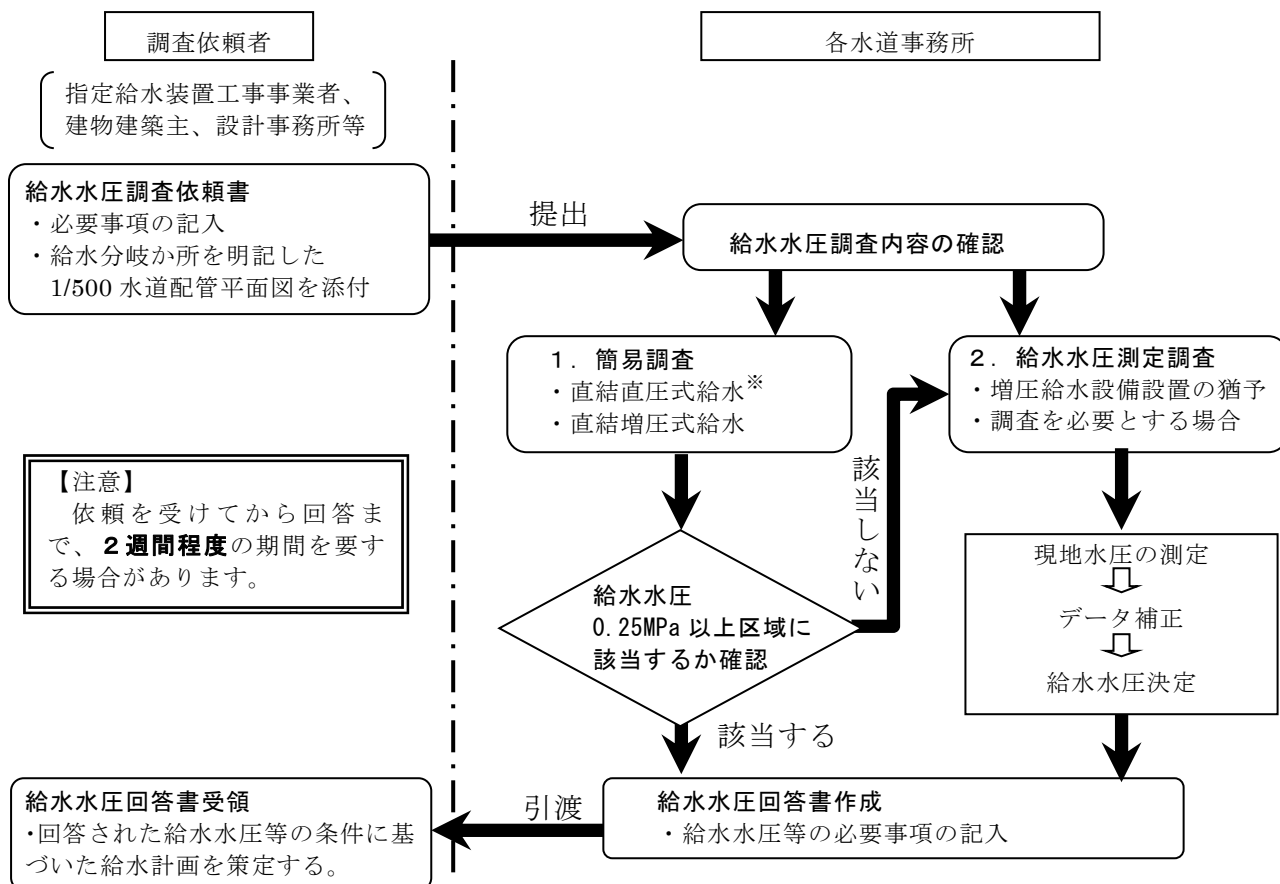 調査依頼者
各水道事務所
指定給水装置工事事業者、
建物建築主、設計事務所等
給水水圧調査依頼書
・必要事項の記入
・給水分岐か所を明記した
1/500 水道配管平面図を添付
提出
給水水圧調査内容の確認
1．簡易調査
・直結直圧式給水※
・直結増圧式給水
2．給水水圧測定調査
・増圧給水設備設置の猶予
・調査を必要とする場合
該当しない
【注意】
依頼を受けてから回答ま
で、２週間程度の期間を要す
る場合があります。
給水水圧
0.25MPa 以上区域に
該当するか確認
現地水圧の測定
データ補正
給水水圧決定
該当する
給水水圧回答書受領
・回答された給水水圧等の条件に基
づいた給水計画を策定する。
引渡
給水水圧回答書作成
・給水水圧等の必要事項の記入